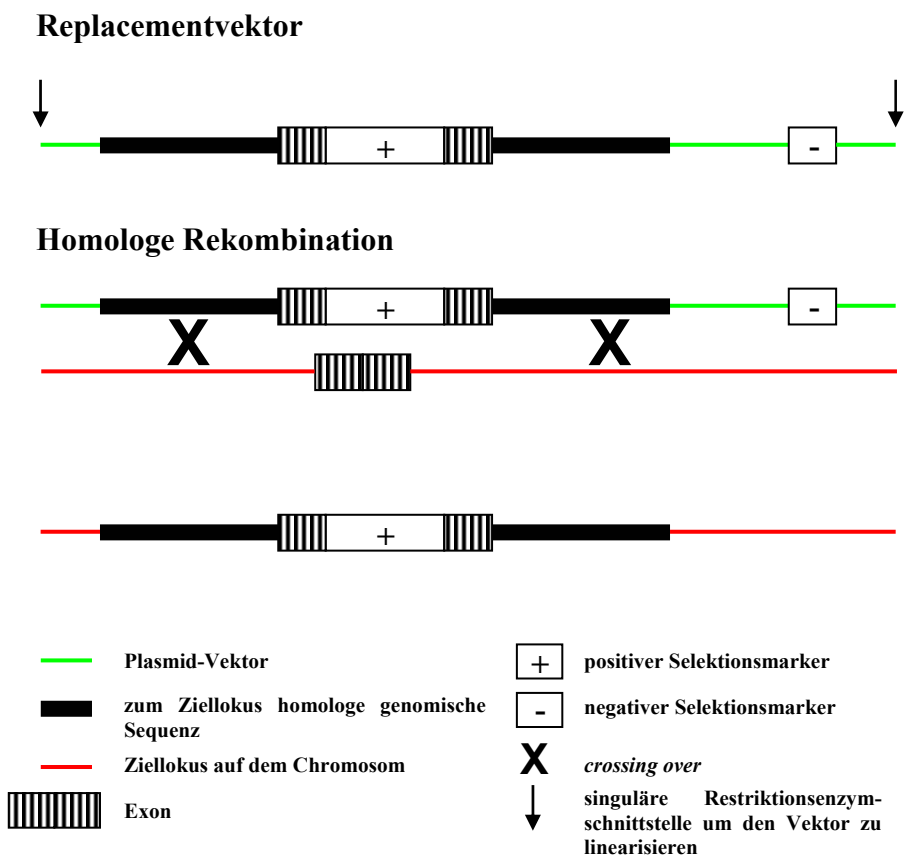 Replacementvektor
+
-
Homologe Rekombination
+
-
X
X
+
Plasmid-Vektor
zum Ziellokus homologe genomische
Sequenz
Ziellokus auf dem Chromosom
Exon
+
positiver Selektionsmarker
-
negativer Selektionsmarker
X
crossing over
singuläre Restriktionsenzym-
schnittstelle um den Vektor zu
linearisieren